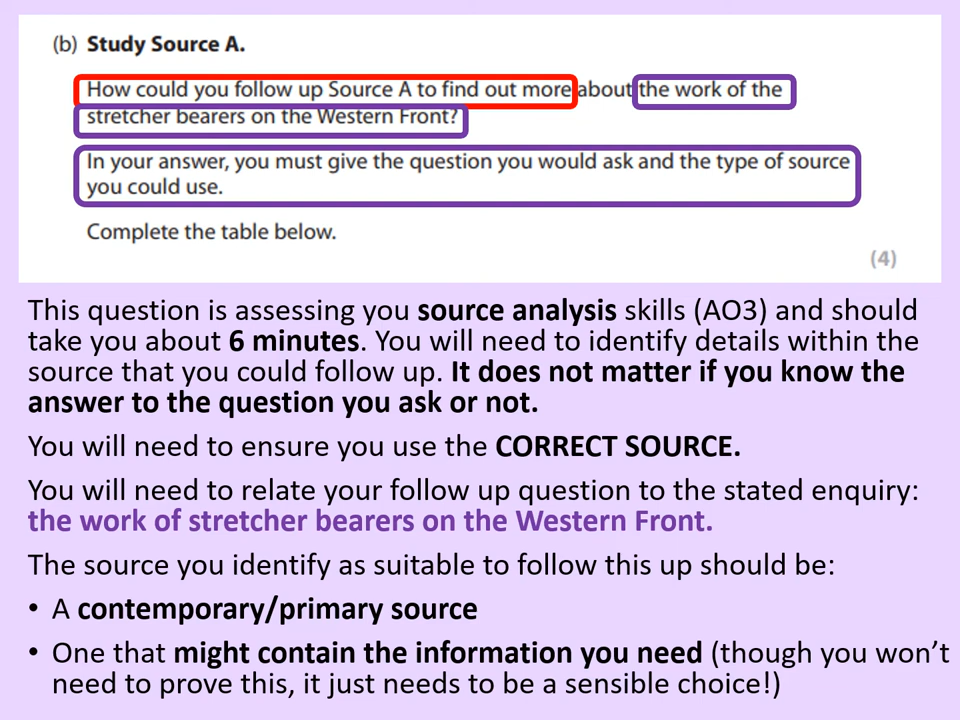 (b) Study Source A.
How could you follow up Source A to find out more about the work of the
stretcher bearers on the Western Front?
In your answer, you must give the question you would ask and the type of source
you could use.
Complete the table below.
(4)
This question is assessing you source analysis skills (AO3) and should
take you about 6 minutes. You will need to identify details within the
source that you could follow up. It does not matter if you know the
answer to the question you ask or not.
You will need to ensure you use the CORRECT SOURCE.
You will need to relate your follow up question to the stated enquiry:
the work of stretcher bearers on the Western Front.
The source you identify as suitable to follow this up should be:
• A contemporary/primary source
• One that might contain the information you need (though you won't
need to prove this, it just needs to be a sensible choice!)